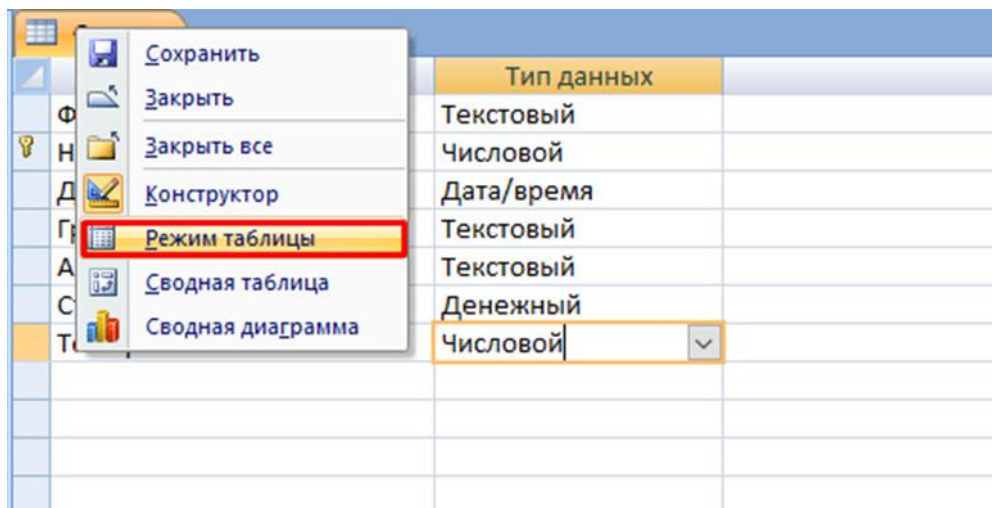 Сохранить
Закрыть
Закрыть все
Конструктор
Режим таблицы
Сводная таблица
Сводная диаграмма
Тип данных
Текстовый
Числовой
Дата/время
Текстовый
Текстовый
Денежный
Числовой